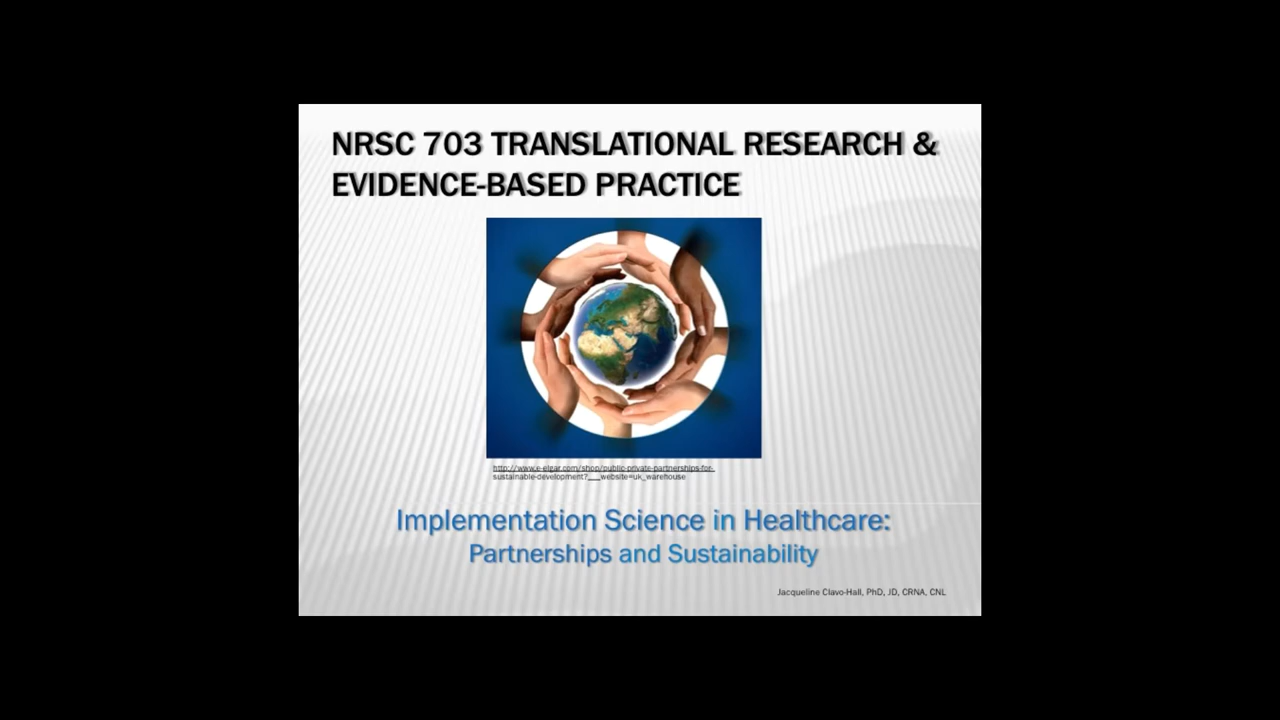 NRSC 703 TRANSLATIONAL RESEARCH &
EVIDENCE-BASED PRACTICE
http://www.e-elgar.com/shop/public-private-partnerships-for-
sustainable-development?___website=uk_warehouse
Implementation Science in Healthcare:
Partnerships and Sustainability
Jacqueline Clavo-Hall, PhD, JD, CRNA, CNL